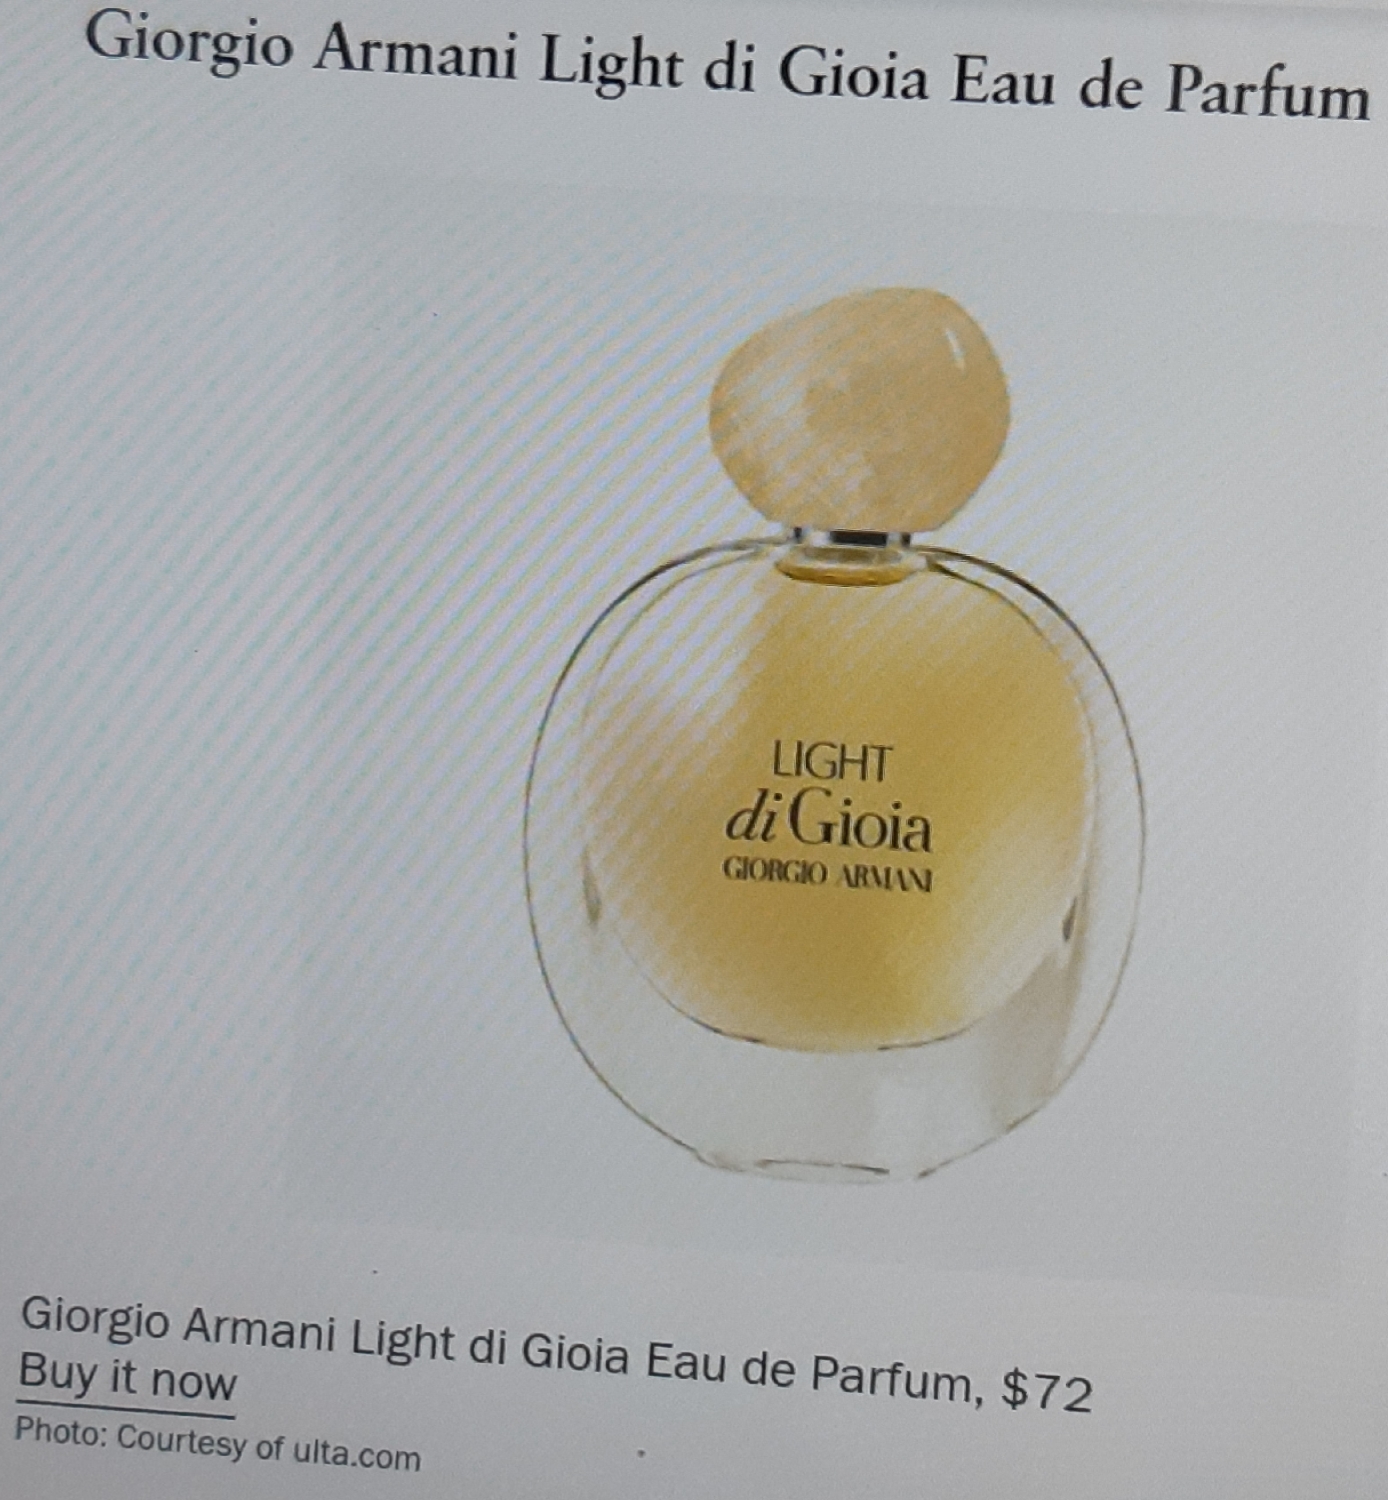 Giorgio Armani Light di Gioia Eau de Parfum
LIGHT
di Gioia
GIORGIO ARMANI
Giorgio Armani Light di Gioia Eau de Parfum, $72
Buy it now
Photo: Courtesy of ulta.com